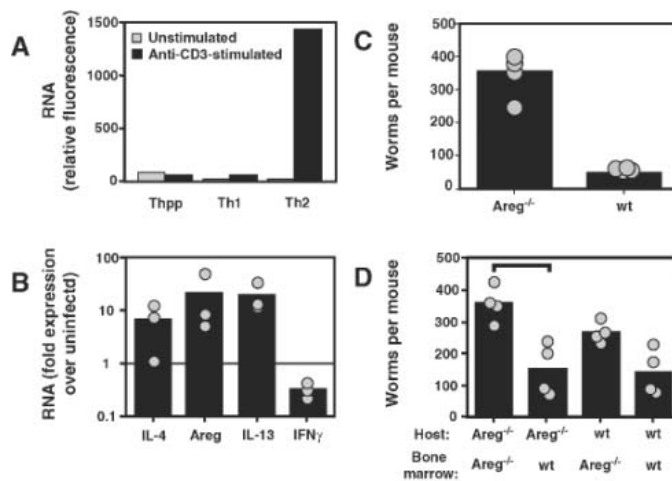 A
RNA
(relative fluorescence)
1500
1000
500
0
Unstimulated
Anti-CD3-stimulated
Thpp Th1 Th2
C
Worms per mouse
500
400
300
200
100
0
Areg-/- wt
B
RNA (fold expression
over uninfectd)
100
10
1
0.1
IL-4 Areg IL-13 IFNγ
D
Worms per mouse
500
400
300
200
100
0
Host: Areg-/- Areg-/- wt wt
Bone
marrow: Areg-/- wt Areg-/- wt